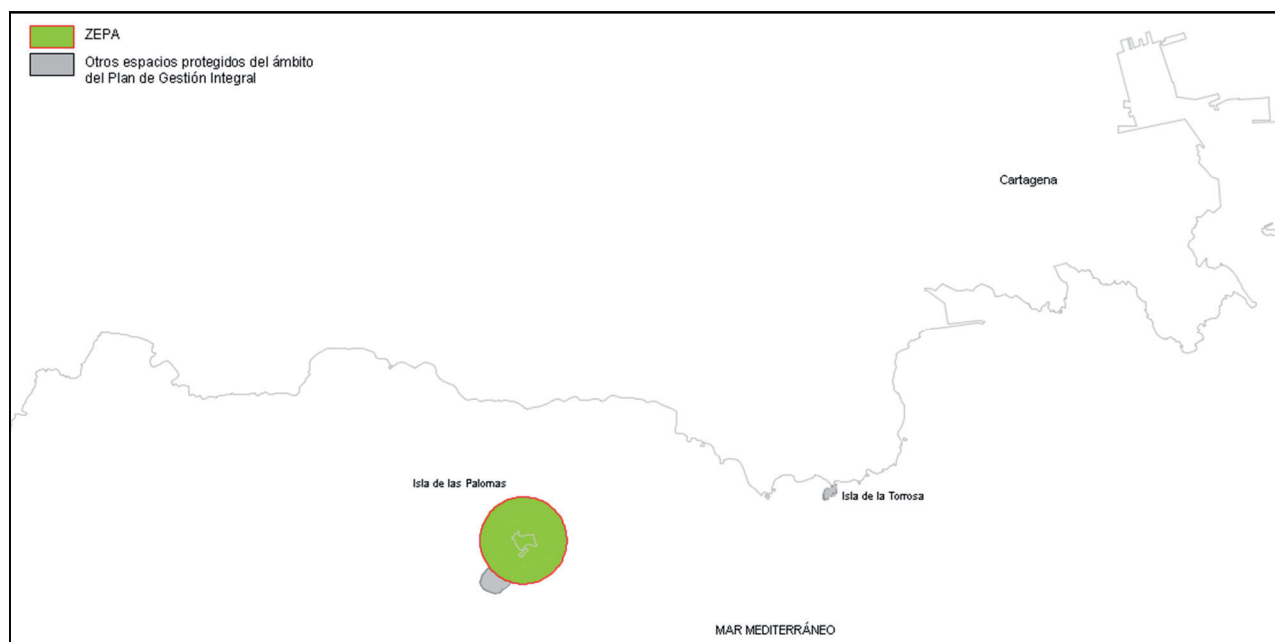 ZEPA
Otros espacios protegidos del ámbito
del Plan de Gestión Integral
Cartagena
Isla de las Palomas
Isla de la Torrosa
MAR MEDITERRÁNEO